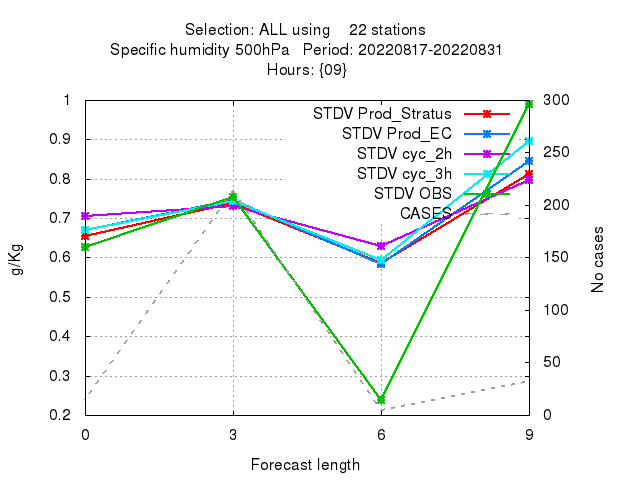 Selection: ALL using 22 stations
Specific humidity 500hPa Period: 20220817-20220831
Hours: {09}
STDV Prod_Stratus
STDV Prod_EC
STDV cyc_2h
STDV cyc_3h
STDV OBS
CASES
1
0.9
0.8
0.7
0.6
0.5
0.4
0.3
0.2
g/Kg
300
250
200
150
100
50
0
No cases
0 3 6 9
Forecast length